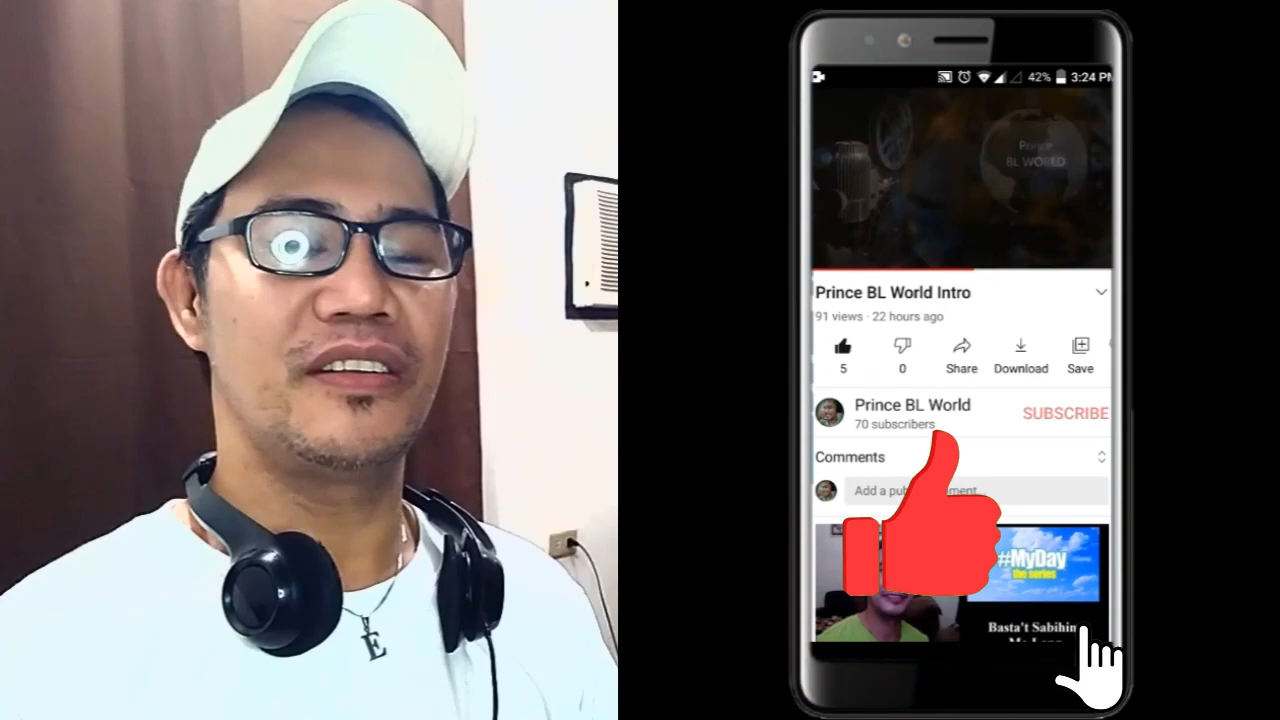 E
42% 3:24 PM
Prince
BL WORLD
Prince BL World Intro
91 views · 22 hours ago
5 0 Share Download Save
Prince BL World
SUBSCRIBE
70 subscribers
Comments
Add a
#MyDay
the series
Basta't